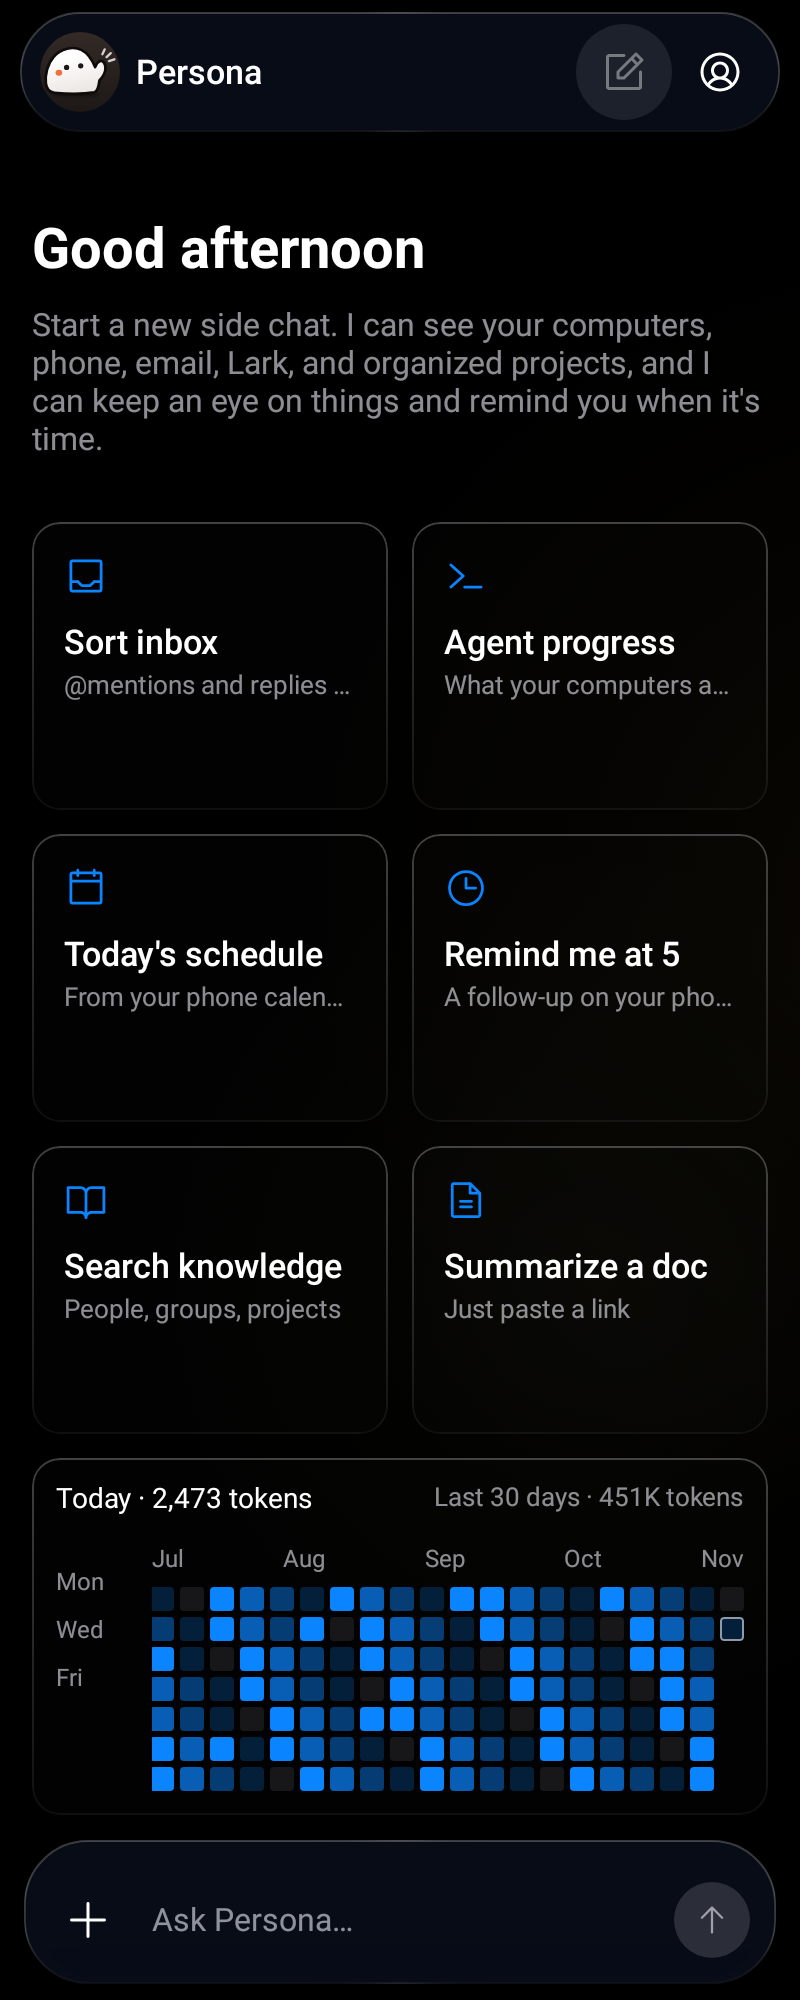 Persona
Good afternoon
Start a new side chat. I can see your computers,
phone, email, Lark, and organized projects, and I
can keep an eye on things and remind you when it's
time.
Sort inbox
@mentions and replies ...
Agent progress
What your computers a...
Today's schedule
From your phone calen...
Remind me at 5
A follow-up on your pho...
Search knowledge
People, groups, projects
Summarize a doc
Just paste a link
Today · 2,473 tokens
Last 30 days · 451K tokens
Jul Aug Sep Oct Nov
Mon
Wed
Fri
Ask Persona...